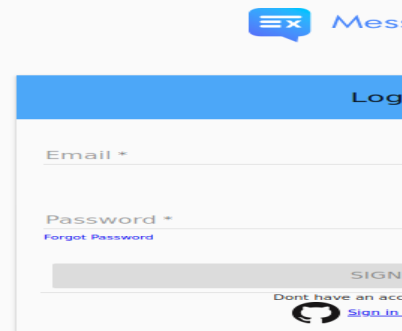 Mess
Log
Email *
Password *
Forgot Password
SIGN
Dont have an acc
Sign in